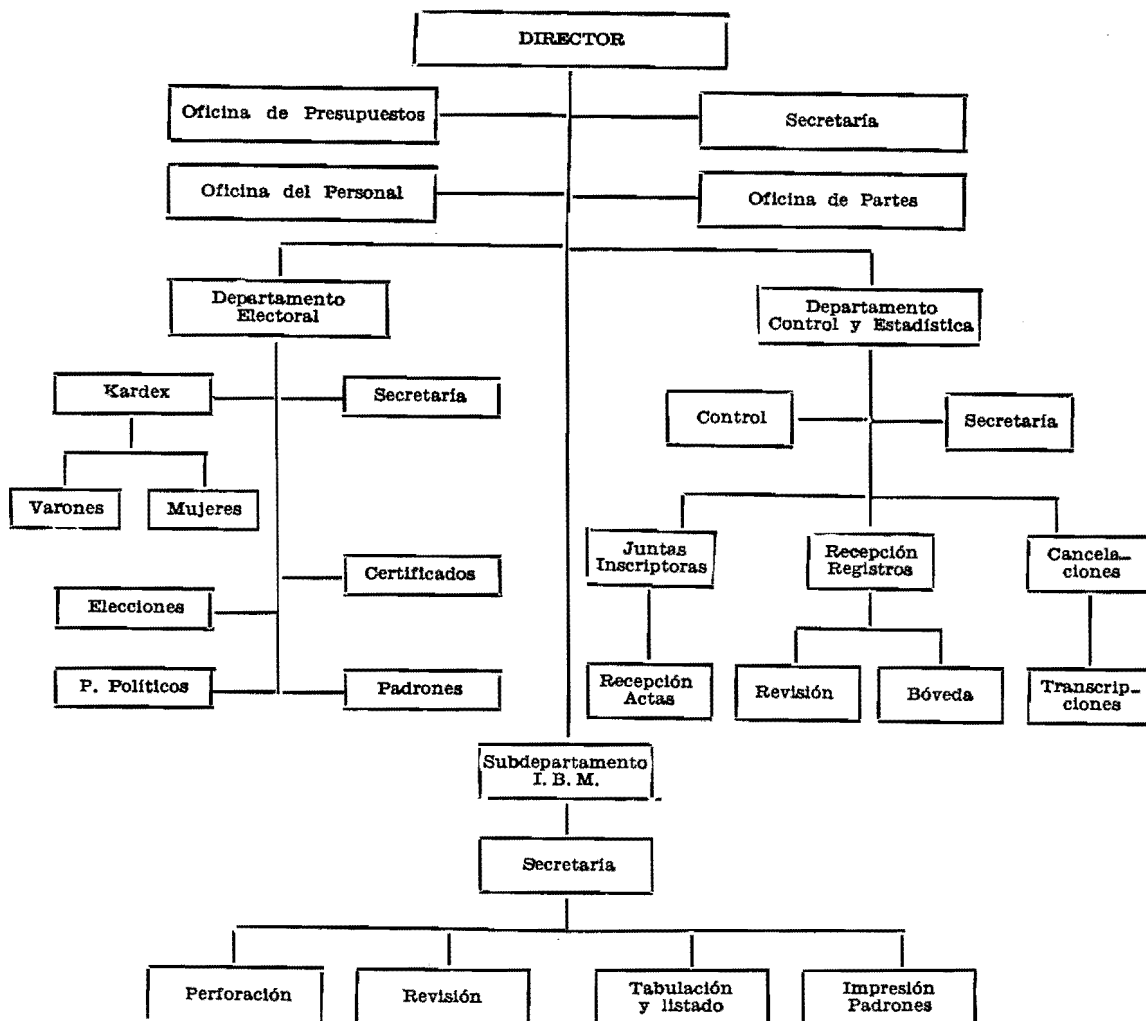 DIRECTOR
Oficina de Presupuestos
Secretaría
Oficina del Personal
Oficina de Partes
Departamento
Electoral
Departamento
Control y Estadística
Kardex
Secretaría
Control
Secretaría
Varones
Mujeres
Juntas
Inscriptoras
Recepción
Registros
Cancela_
ciones
Certificados
Elecciones
P. Políticos
Padrones
Recepción
Actas
Revisión
Bóveda
Transcrip_
ciones
Subdepartamento
I. B. M.
Secretaría
Perforación
Revisión
Tabulación
y listado
Impresión
Padrones